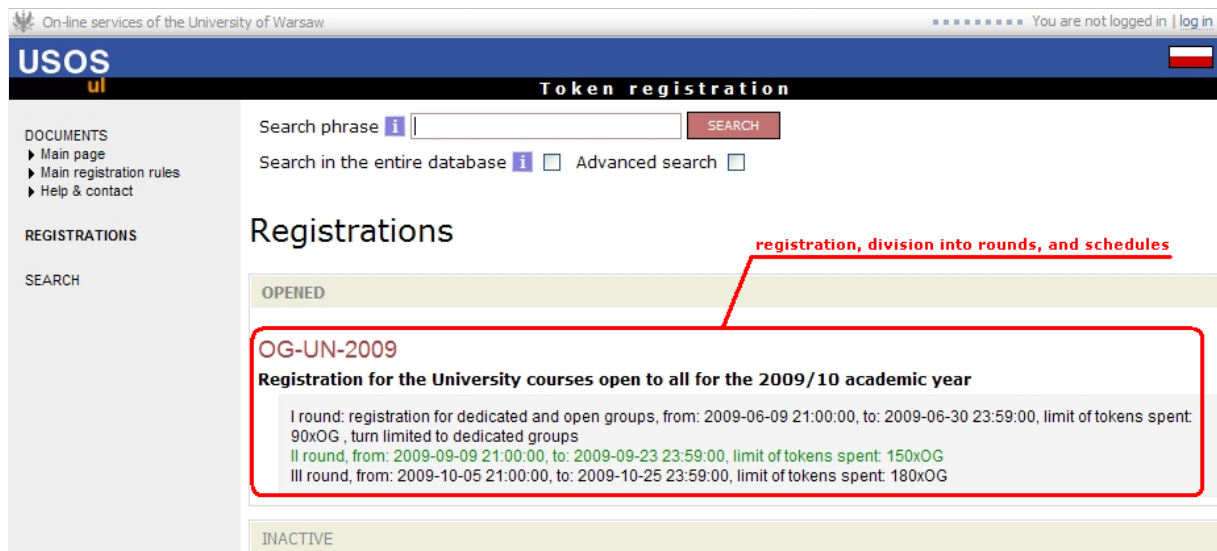 On-line services of the University of Warsaw
You are not logged in | log in
USOS
ul
Token registration
DOCUMENTS
Main page
Main registration rules
Help & contact
REGISTRATIONS
SEARCH
Search phrase i
SEARCH
Search in the entire database i Advanced search
Registrations
registration, division into rounds, and schedules
OPENED
OG-UN-2009
Registration for the University courses open to all for the 2009/10 academic year
I round: registration for dedicated and open groups, from: 2009-06-09 21:00:00, to: 2009-06-30 23:59:00, limit of tokens spent:
90xOG , turn limited to dedicated groups
II round, from: 2009-09-09 21:00:00, to: 2009-09-23 23:59:00, limit of tokens spent: 150xOG
III round, from: 2009-10-05 21:00:00, to: 2009-10-25 23:59:00, limit of tokens spent: 180xOG
INACTIVE